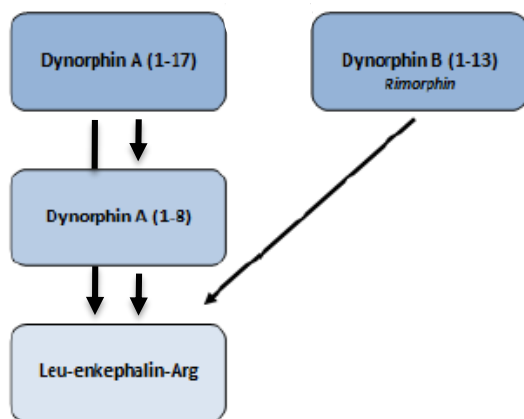 Dynorphin A (1-17)
Dynorphin B (1-13)
Rimorphin
Dynorphin A (1-8)
Leu-enkephalin-Arg